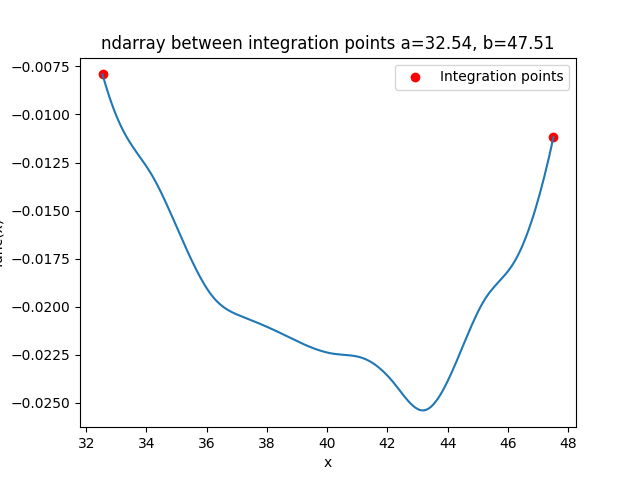 ndarray between integration points a=32.54, b=47.51
Integration points
−0.0075
−0.0100
−0.0125
−0.0150
−0.0175
−0.0200
−0.0225
−0.0250
32 34 36 38 40 42 44 46 48
x